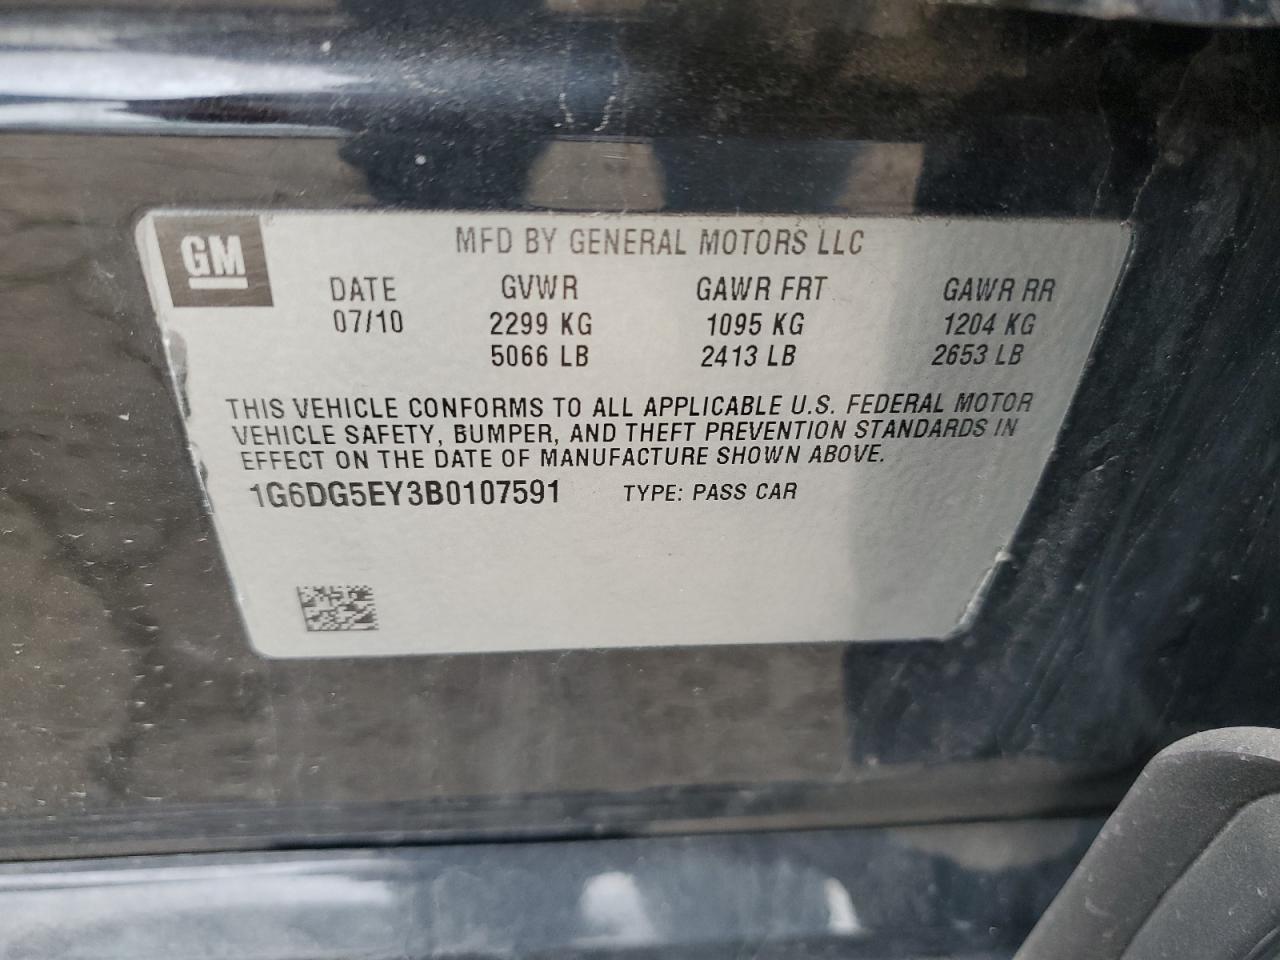 GM
MFD BY GENERAL MOTORS LLC
DATE GVWR GAWR FRT GAWR RR
07/10 2299 KG 1095 KG 1204 KG
5066 LB 2413 LB 2653 LB
THIS VEHICLE CONFORMS TO ALL APPLICABLE U.S. FEDERAL MOTOR
VEHICLE SAFETY, BUMPER, AND THEFT PREVENTION STANDARDS IN
EFFECT ON THE DATE OF MANUFACTURE SHOWN ABOVE.
1G6DG5EY3B0107591 TYPE: PASS CAR